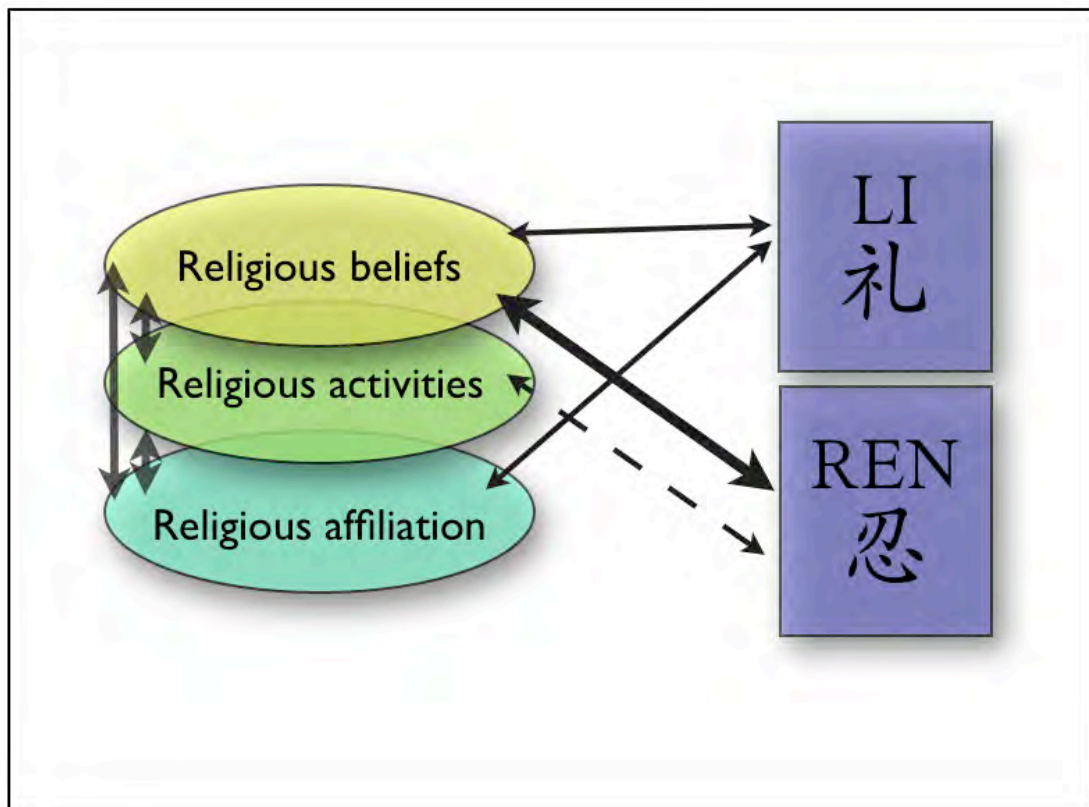 Religious beliefs
Religious activities
Religious affiliation
LI
礼
REN
忍